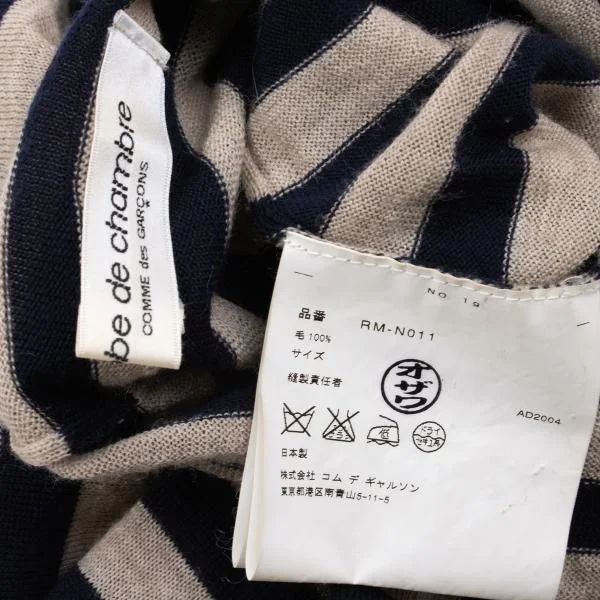 be de chambre
COMME des GARÇONS
No. 19
品番 RM-N011
毛 100%
サイズ
縫製責任者
オザワ
AD2004
低
ドライ
日本製
株式会社 コム デ ギャルソン
東京都港区南青山5-11-5